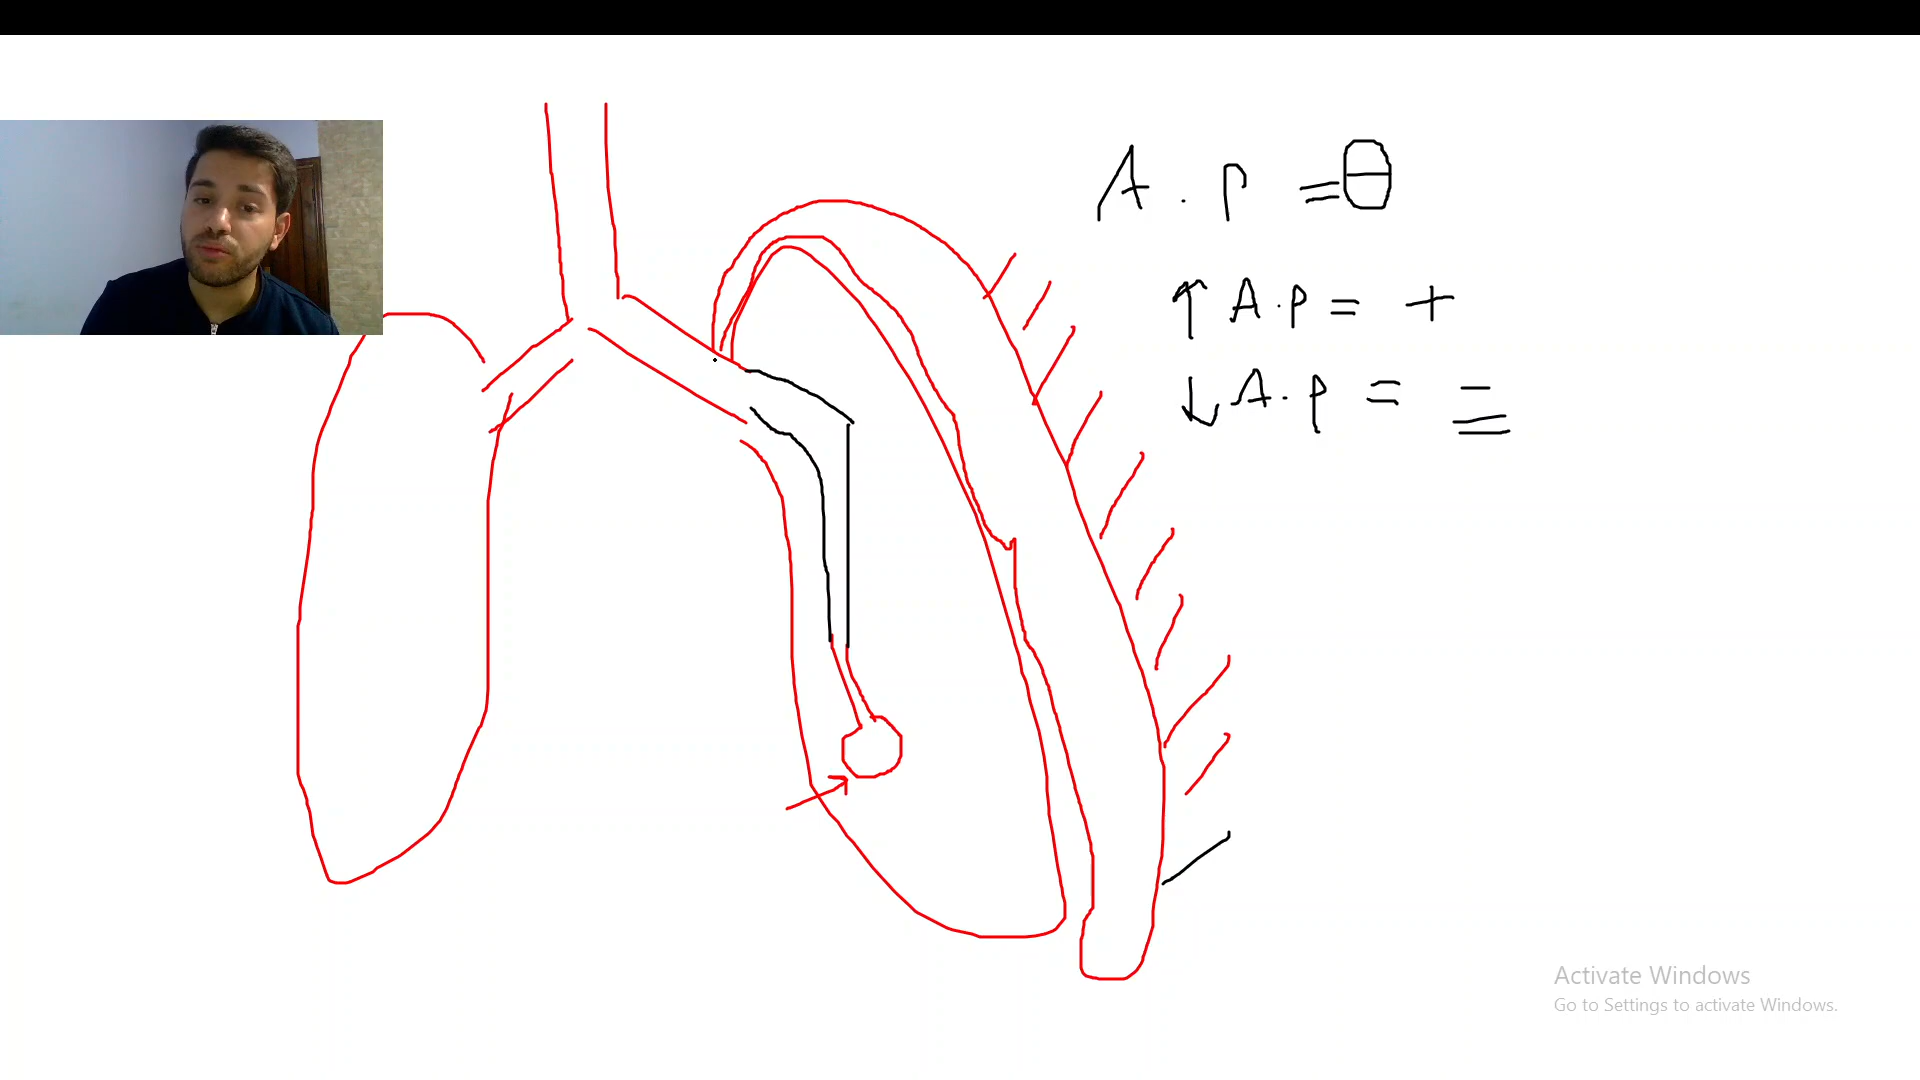 A.P = θ
↑ A.P = +
↓ A.P = -
Activate Windows
Go to Settings to activate Windows.